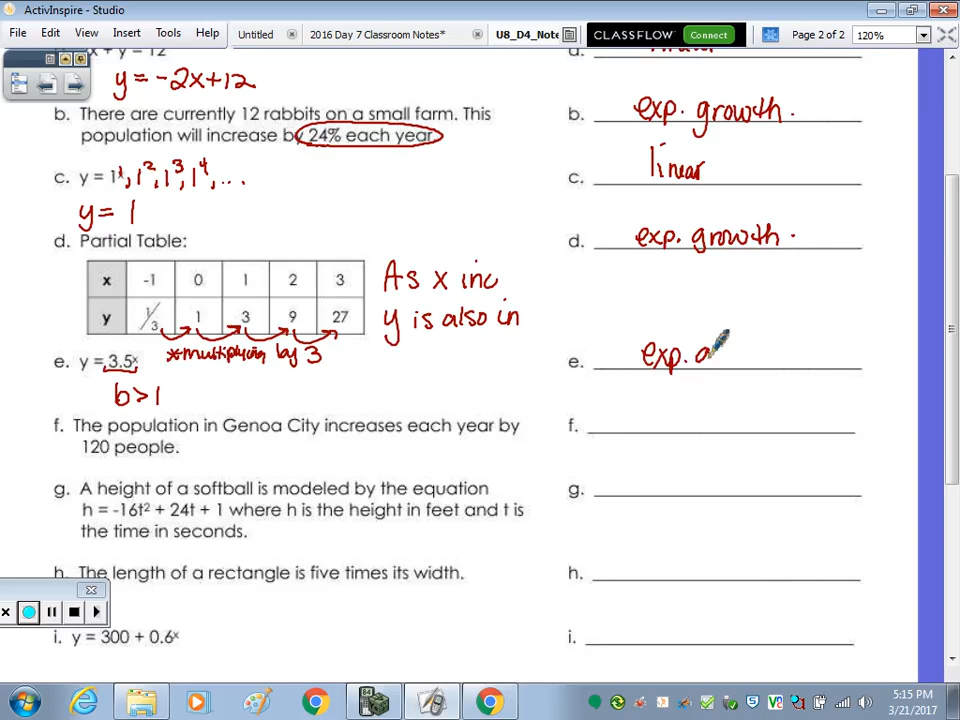 ActivInspire - Studio
File Edit View Insert Tools Help Untitled 2016 Day 7 Classroom Notes* U8_D4_Note CLASSFLOW Connect Page 2 of 2 120%
x + y = 12
a. linear
y = -2x+12
b. There are currently 12 rabbits on a small farm. This
population will increase by 24% each year.
b. exp. growth.
c. y = 1¹, 1², 1³, 1⁴, ...
c. linear
y = 1
d. Partial Table:
d. exp. growth.
x -1 0 1 2 3
y 1/3 1 3 9 27
As x inc
y is also in
*multiplying by 3
e. y = 3.5ˣ
e. exp.
b>1
f. The population in Genoa City increases each year by
120 people.
f.
g. A height of a softball is modeled by the equation
h = -16t² + 24t + 1 where h is the height in feet and t is
the time in seconds.
g.
h. The length of a rectangle is five times its width.
h.
i. y = 300 + 0.6ˣ
i.
5:15 PM
3/21/2017